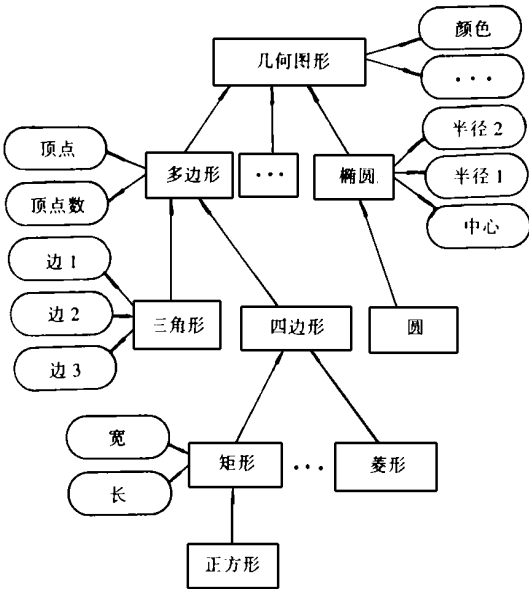 颜色
几何图形
· · ·
半径 2
顶点
多边形
· · ·
椭圆
半径 1
顶点数
中心
边 1
边 2
三角形
四边形
圆
边 3
宽
矩形
· · ·
菱形
长
正方形